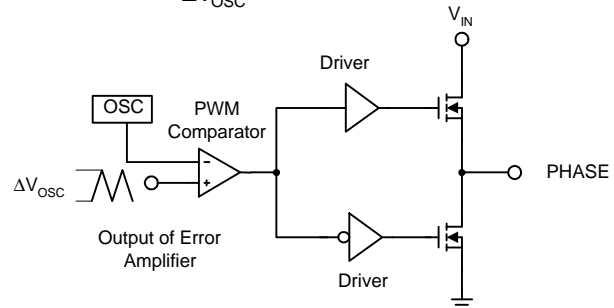 ΔV_OSC
V_IN
Driver
OSC
PWM
Comparator
-
+
PHASE
ΔV_OSC
Output of Error
Amplifier
Driver